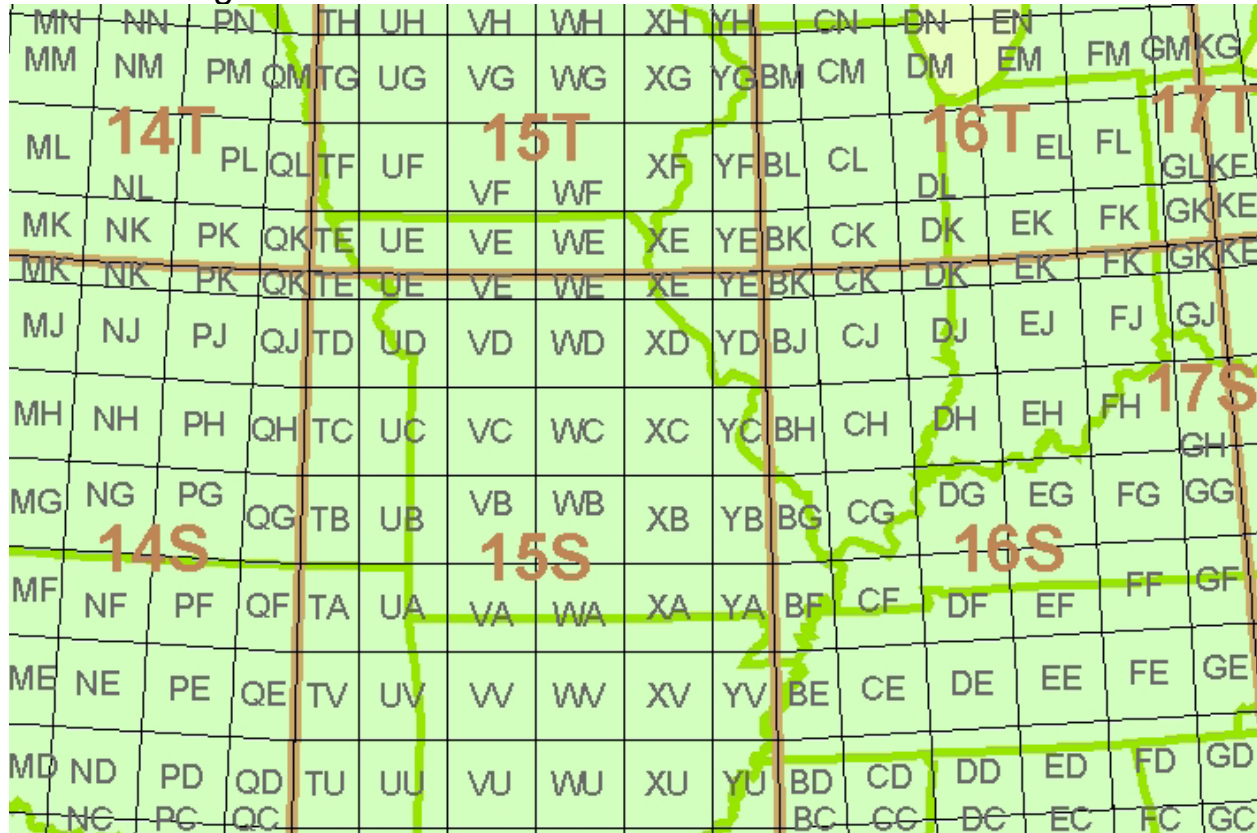 MN NN PN TH UH VH WH XH YH CN DN EN
MM NM PM QM TG UG VG WG XG YG BM CM DM EM FM GM KG
14T 15T 16T 17T
ML PL QL TF UF XF YF BL CL EL FL GL KF
NL VF WF DL
MK NK PK QK TE UE VE WE XE YE BK CK DK EK FK GK KE
MK NK PK QK TE UE VE WE XE YE BK CK DK EK FK GK KE
MJ NJ PJ QJ TD UD VD WD XD YD BJ CJ DJ EJ FJ GJ
17S
MH NH PH QH TC UC VC WC XC YC BH CH DH EH FH GH
MG NG PG QG TB UB VB WB XB YB BG CG DG EG FG GG
14S 15S 16S
MF NF PF QF TA UA VA WA XA YA BF CF DF EF FF GF
ME NE PE QE TV UV VV WV XV YV BE CE DE EE FE GE
MD ND PD QD TU UU VU WU XU YU BD CD DD ED FD GD
NC PC QC BC CC DC EC FC GC